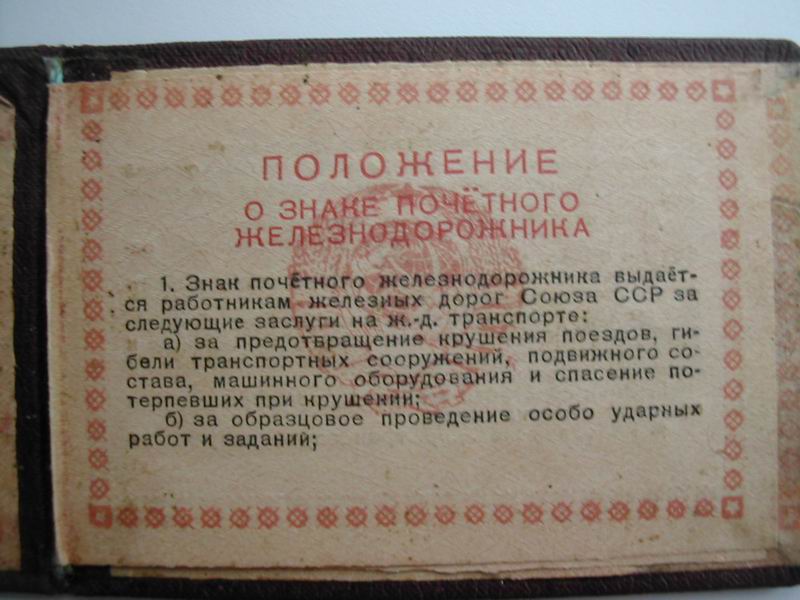 ПОЛОЖЕНИЕ
О ЗНАКЕ ПОЧЁТНОГО
ЖЕЛЕЗНОДОРОЖНИКА
1. Знак почётного железнодорожника выдаёт-
ся работникам железных дорог Союза ССР за
следующие заслуги на ж.-д. транспорте:
а) за предотвращение крушения поездов, ги-
бели транспортных сооружений, подвижного со-
става, машинного оборудования и спасение по-
терпевших при крушении;
б) за образцовое проведение особо ударных
работ и заданий;